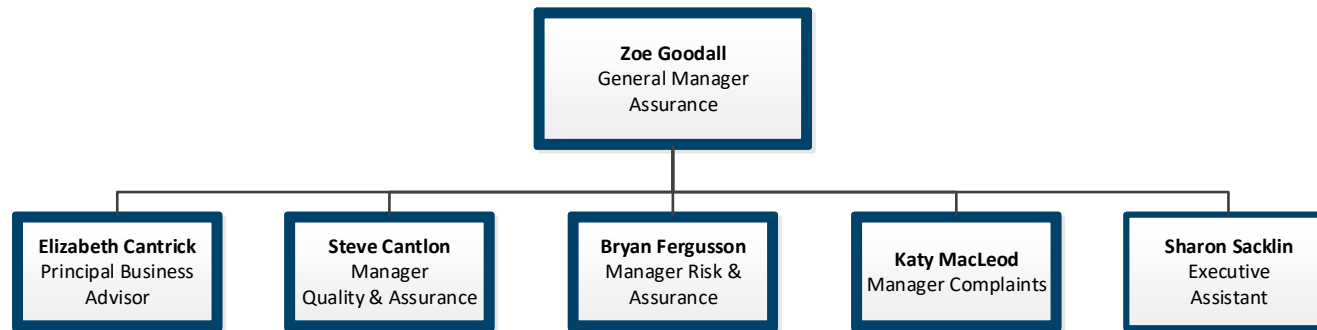 Zoe Goodall
General Manager
Assurance
Elizabeth Cantrick
Principal Business
Advisor
Steve Cantlon
Manager
Quality & Assurance
Bryan Fergusson
Manager Risk &
Assurance
Katy MacLeod
Manager Complaints
Sharon Sacklin
Executive
Assistant